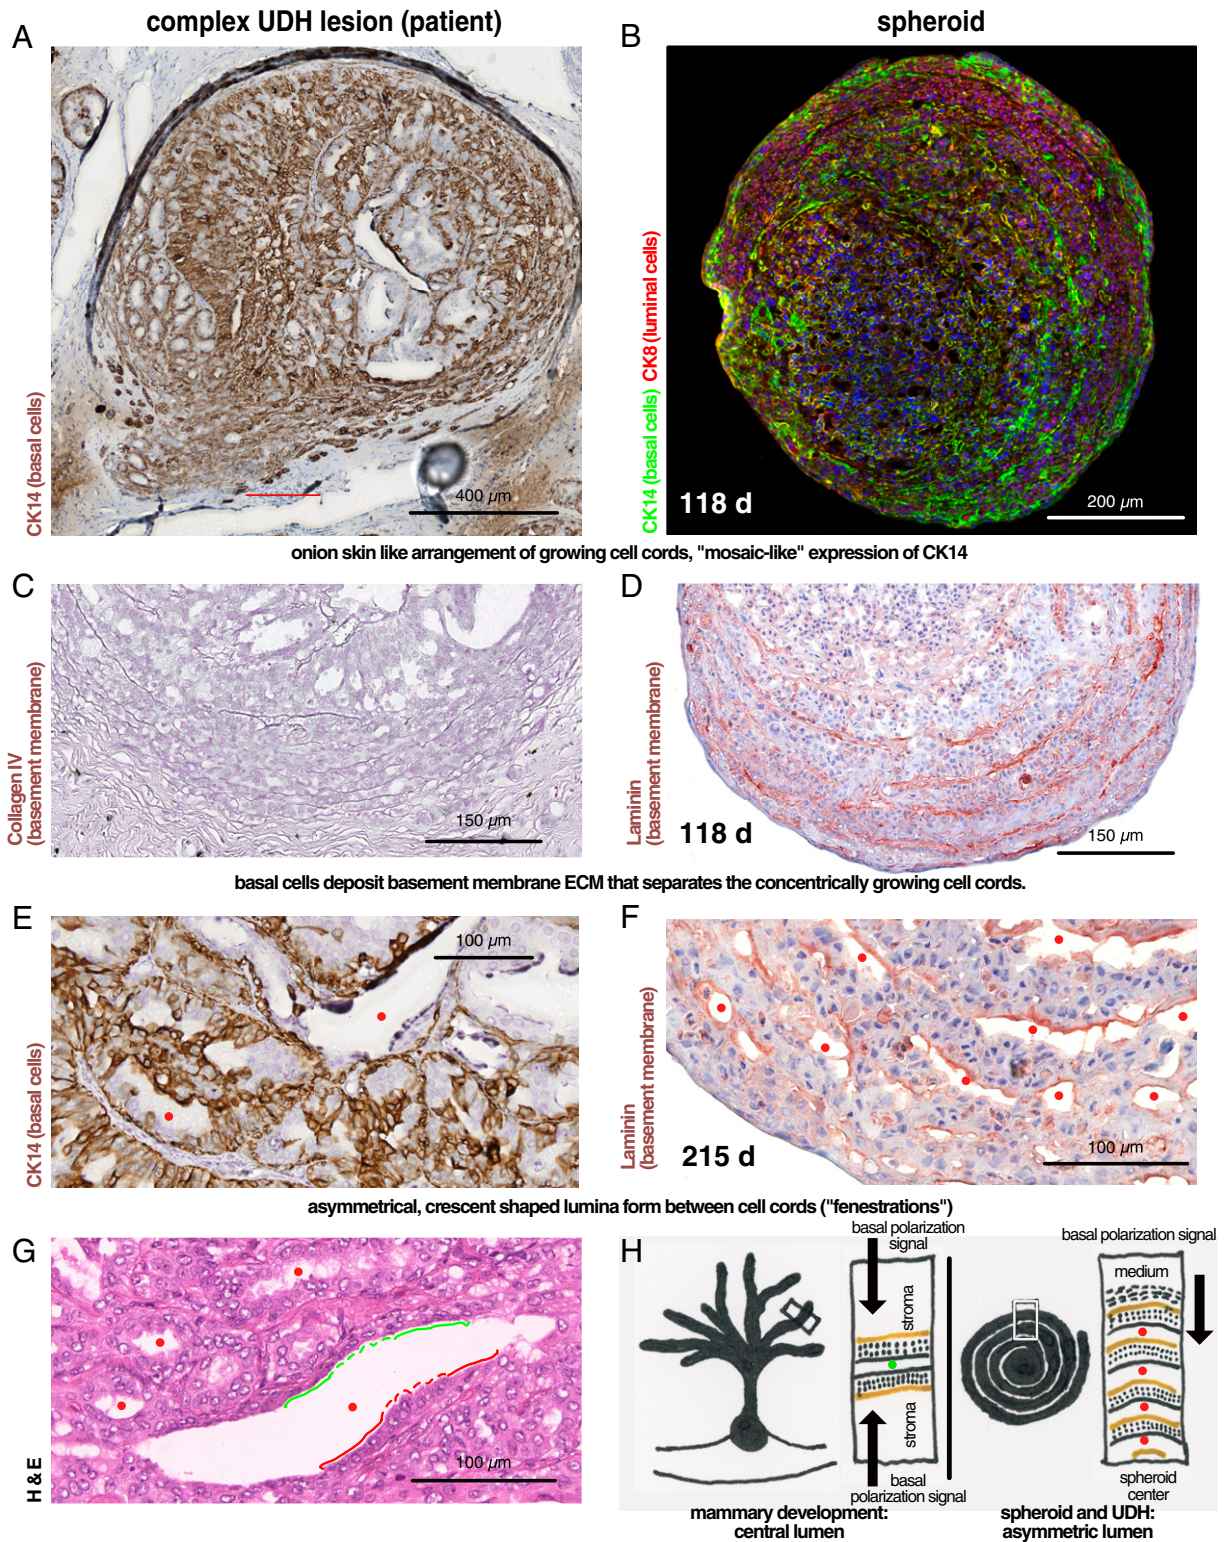 complex UDH lesion (patient)
spheroid
A
CK14 (basal cells)
400 µm
B
CK14 (basal cells) CK8 (luminal cells)
118 d
200 µm
onion skin like arrangement of growing cell cords, "mosaic-like" expression of CK14
C
Collagen IV
(basement membrane)
150 µm
D
Laminin
(basement membrane)
118 d
150 µm
basal cells deposit basement membrane ECM that separates the concentrically growing cell cords.
E
CK14 (basal cells)
100 µm
F
Laminin
(basement membrane)
215 d
100 µm
asymmetrical, crescent shaped lumina form between cell cords ("fenestrations")
G
H & E
100 µm
H
basal polarization
signal
stroma
stroma
basal
polarization signal
mammary development:
central lumen
basal polarization signal
medium
spheroid
center
spheroid and UDH:
asymmetric lumen